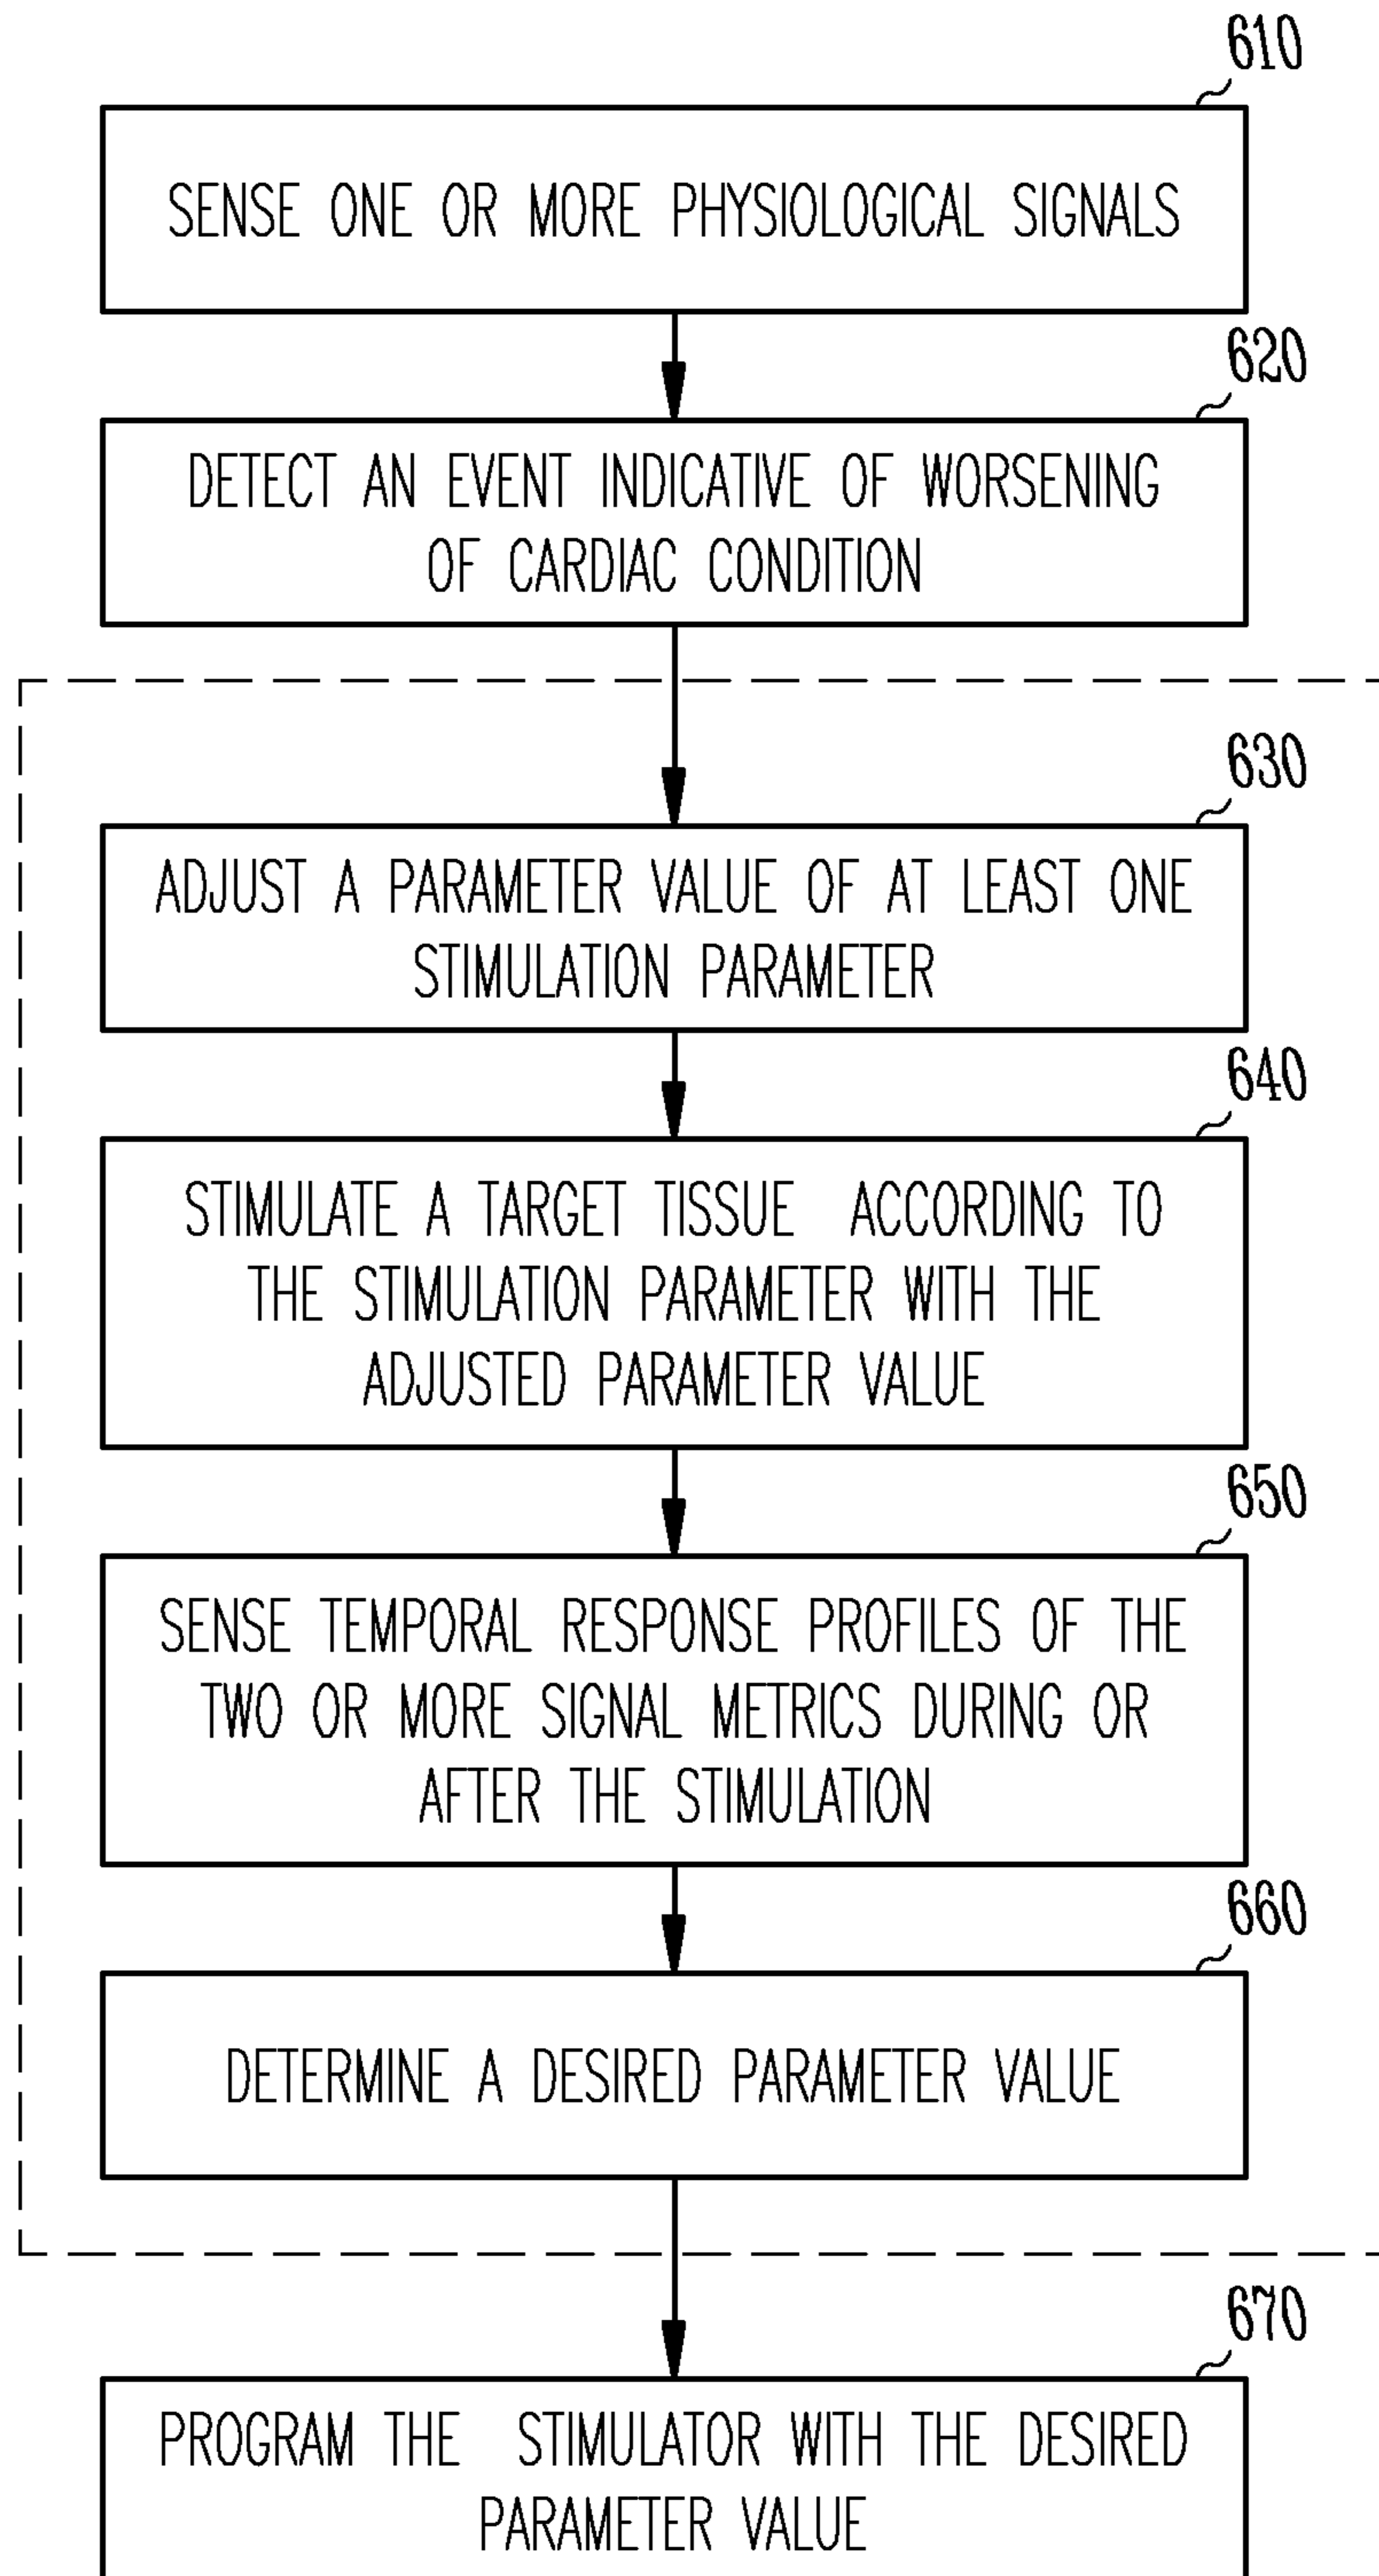 610
SENSE ONE OR MORE PHYSIOLOGICAL SIGNALS
620
DETECT AN EVENT INDICATIVE OF WORSENING
OF CARDIAC CONDITION
630
ADJUST A PARAMETER VALUE OF AT LEAST ONE
STIMULATION PARAMETER
640
STIMULATE A TARGET TISSUE ACCORDING TO
THE STIMULATION PARAMETER WITH THE
ADJUSTED PARAMETER VALUE
650
SENSE TEMPORAL RESPONSE PROFILES OF THE
TWO OR MORE SIGNAL METRICS DURING OR
AFTER THE STIMULATION
660
DETERMINE A DESIRED PARAMETER VALUE
670
PROGRAM THE STIMULATOR WITH THE DESIRED
PARAMETER VALUE